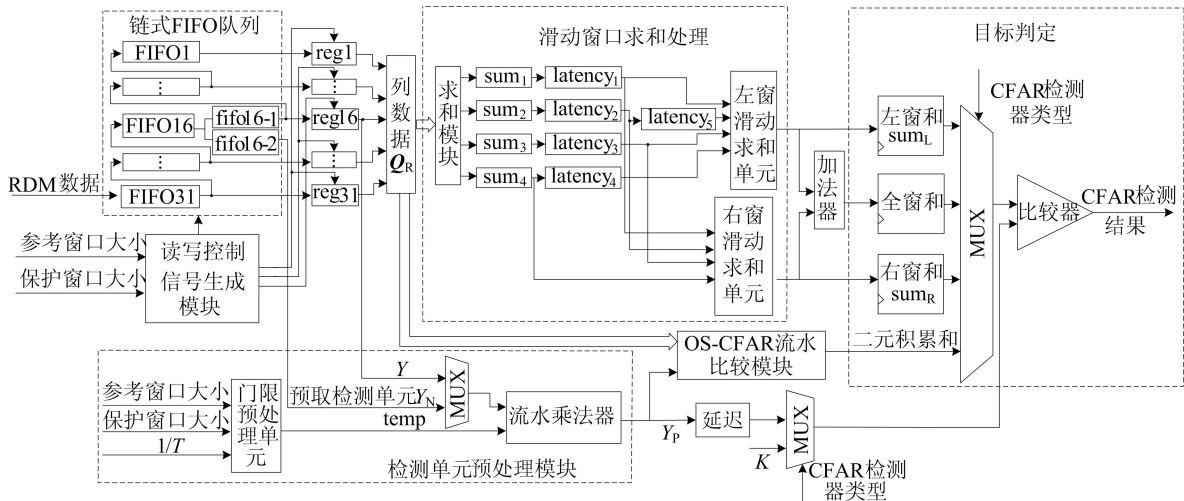 链式FIFO队列
FIFO1
⋮
FIFO16
fifo16-1
fifo16-2
⋮
FIFO31
RDM 数据
参考窗口大小
保护窗口大小
读写控制
信号生成
模块
reg1
⋮
reg16
⋮
reg31
列数据Q_R
滑动窗口求和处理
求和模块
sum₁
latency₁
sum₂
latency₂
sum₃
latency₃
sum₄
latency₄
latency₅
左窗
滑动
求和
单元
右窗
滑动
求和
单元
目标判定
CFAR检测
器类型
加法器
左窗和
sum_L
全窗和
右窗和
sum_R
MUX
比较器
CFAR检测
结果
OS-CFAR流水
比较模块
二元积累和
参考窗口大小
保护窗口大小
1/T
门限
预处
理单
元
Y
预取检测单元Y_N
temp
MUX
流水乘法器
检测单元预处理模块
Y_P
延迟
K
MUX
CFAR检测
器类型